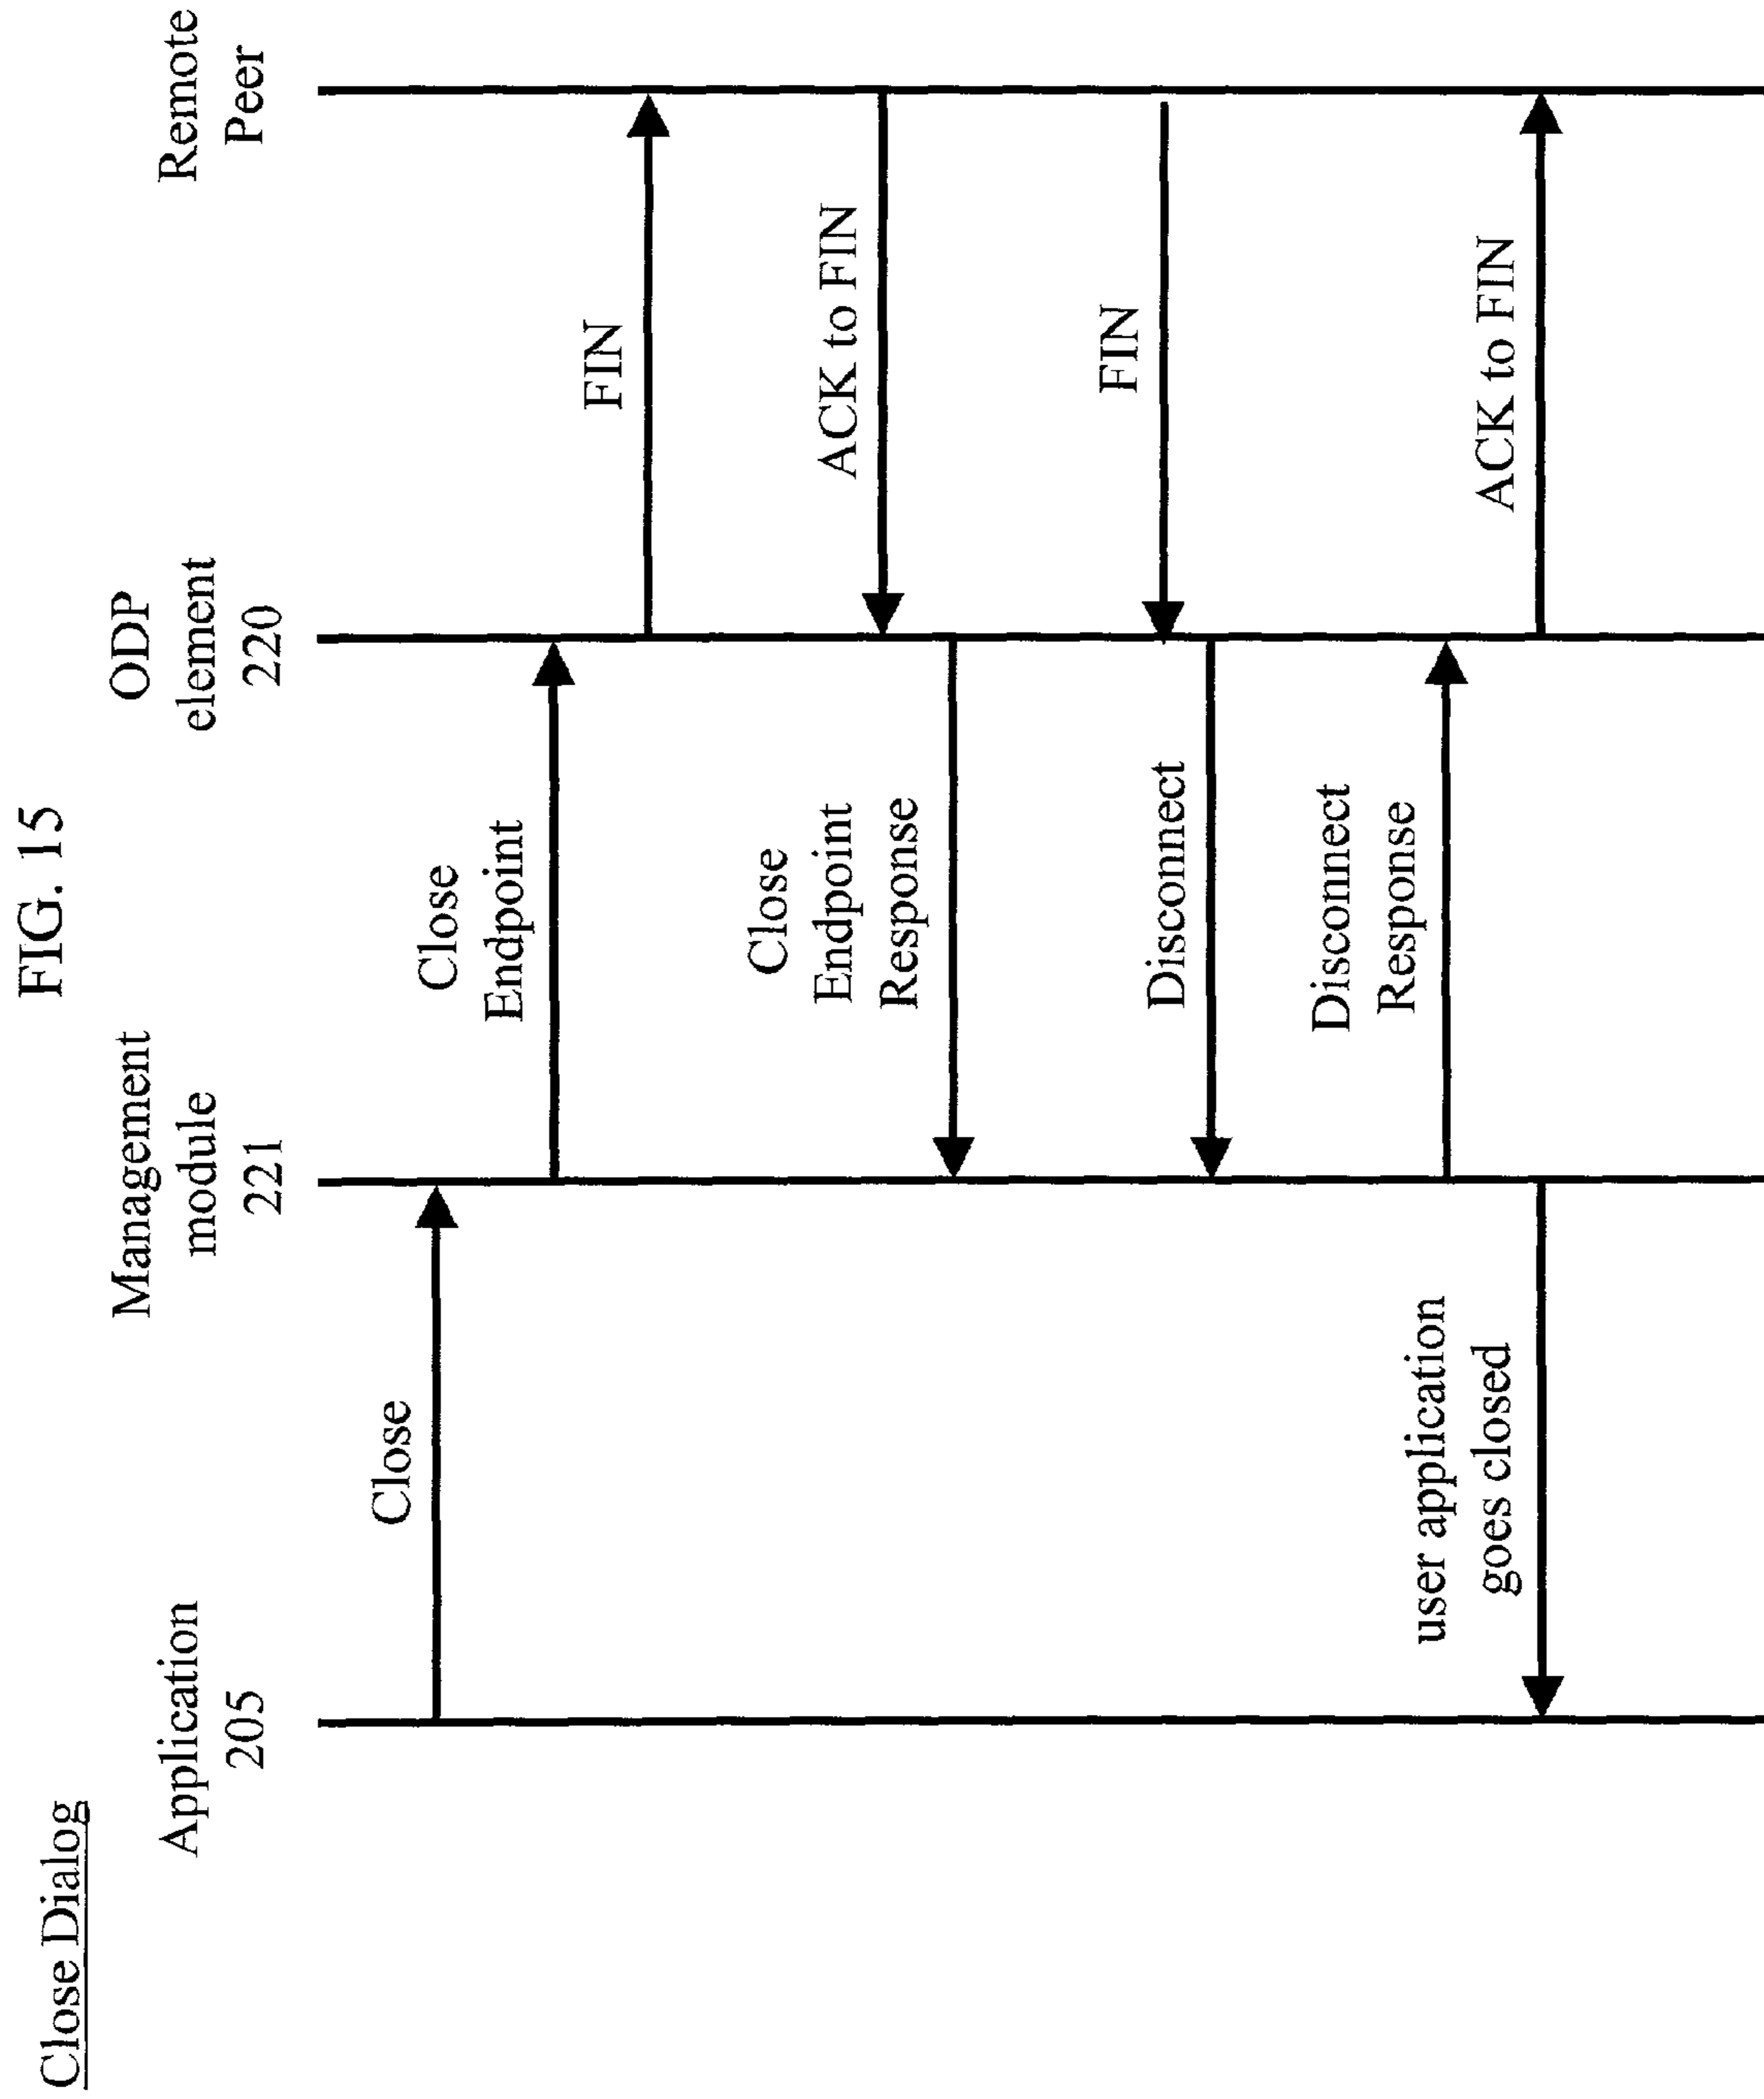 FIG. 15
Close Dialog
Application
205
Management
module
221
ODP
element
220
Remote
Peer
Close
Close
Endpoint
FIN
ACK to FIN
Close
Endpoint
Response
FIN
Disconnect
Disconnect
Response
user application
goes closed
ACK to FIN